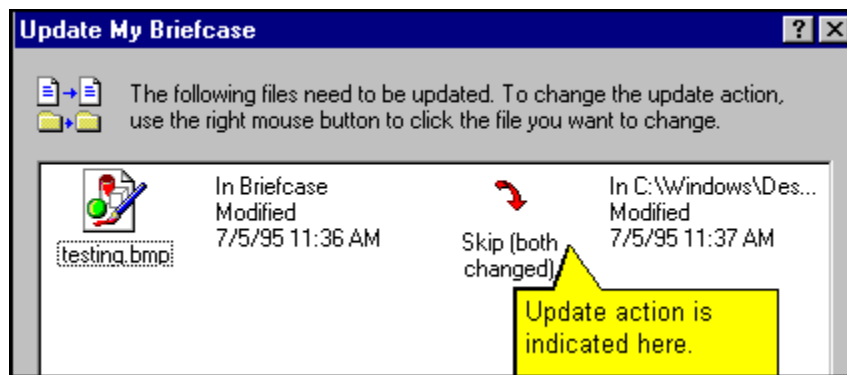 Update My Briefcase
The following files need to be updated. To change the update action,
use the right mouse button to click the file you want to change.
testing.bmp
In Briefcase
Modified
7/5/95 11:36 AM
Skip (both
changed)
In C:\Windows\Des...
Modified
7/5/95 11:37 AM
Update action is
indicated here.